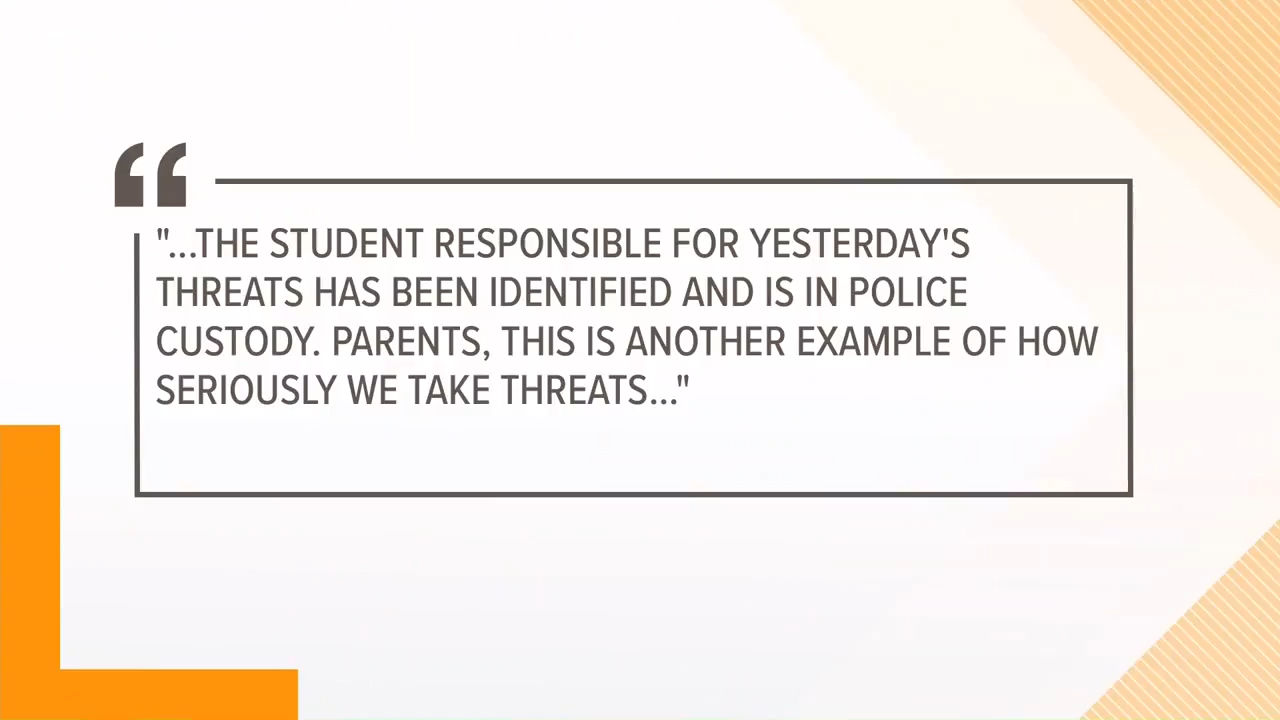 "...THE STUDENT RESPONSIBLE FOR YESTERDAY'S
THREATS HAS BEEN IDENTIFIED AND IS IN POLICE
CUSTODY. PARENTS, THIS IS ANOTHER EXAMPLE OF HOW
SERIOUSLY WE TAKE THREATS..."